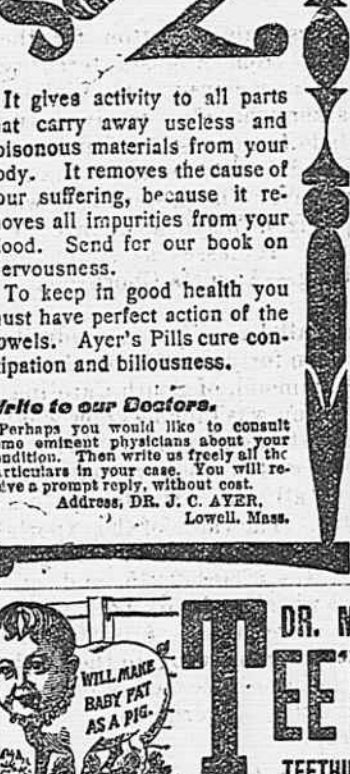 It gives activity to all parts
at carry away useless and
oisonous materials from your
ody. It removes the cause of
our suffering, because it re-
oves all impurities from your
lood. Send for our book on
ervousness.
To keep in good health you
ust have perfect action of the
owels. Ayer's Pills cure con-
tipation and biliousness.
Write to our Doctors.
Perhaps you would like to consult
me eminent physicians about your
ndition. Then write us freely all the
articulars in your case. You will re-
ive a prompt reply, without cost.
Address, DR. J. C. AYER,
Lowell, Mass.
WILL MAKE
BABY FAT
AS A PIG.
DR.
TEE
TEETHI